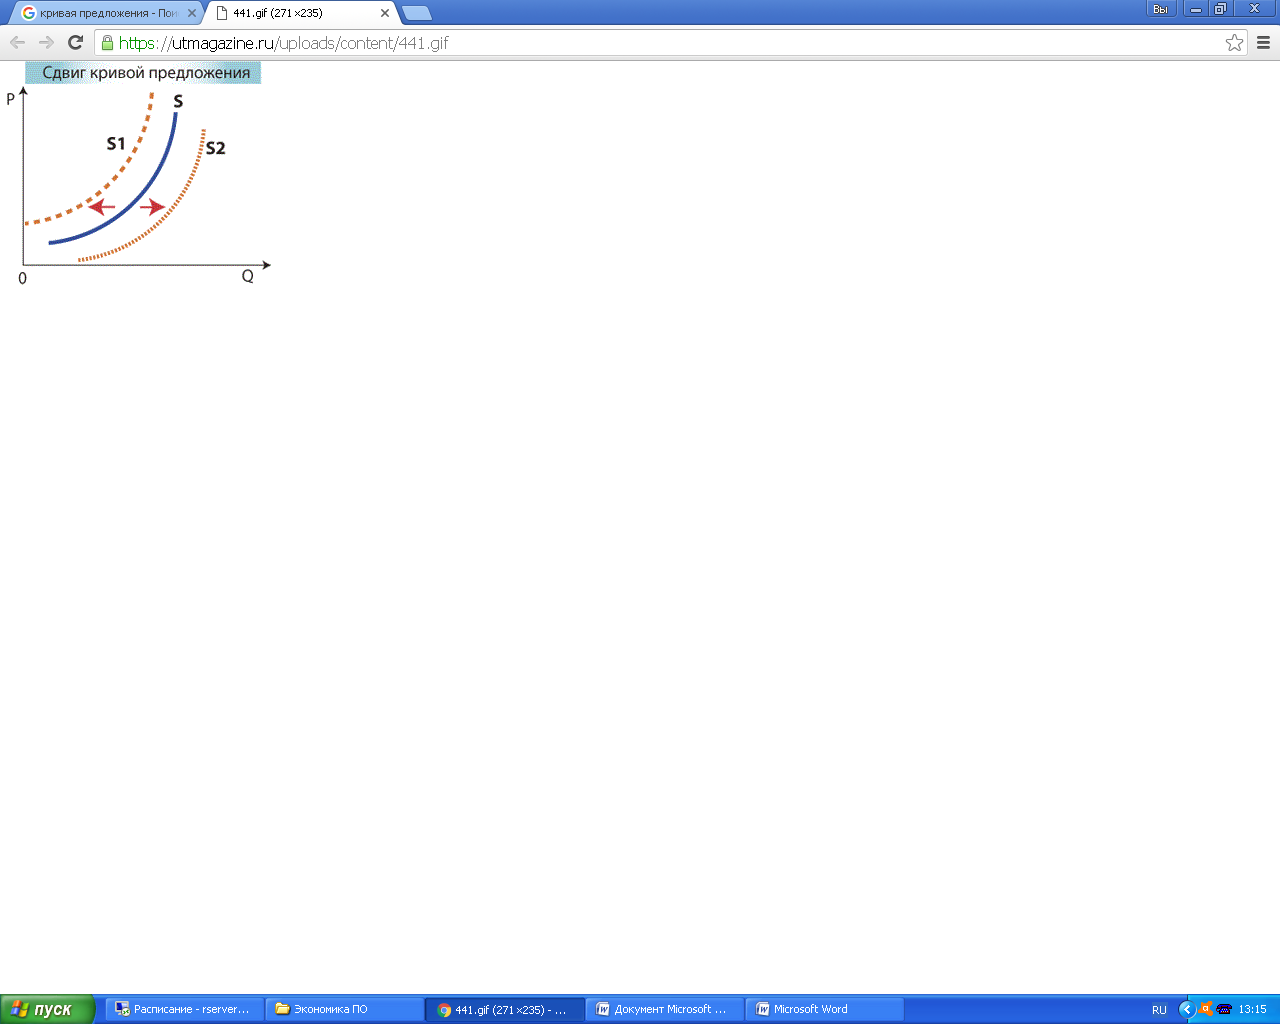 кривая предложения - Пои
441.gif (271×235)
Вы
https://utmagazine.ru/uploads/content/441.gif
Сдвиг кривой предложения
P
S
S1
S2
0
Q
пуск
Расписание - rserver...
Экономика ПО
441.gif (271×235) - ...
Документ Microsoft ...
Microsoft Word
RU
13:15